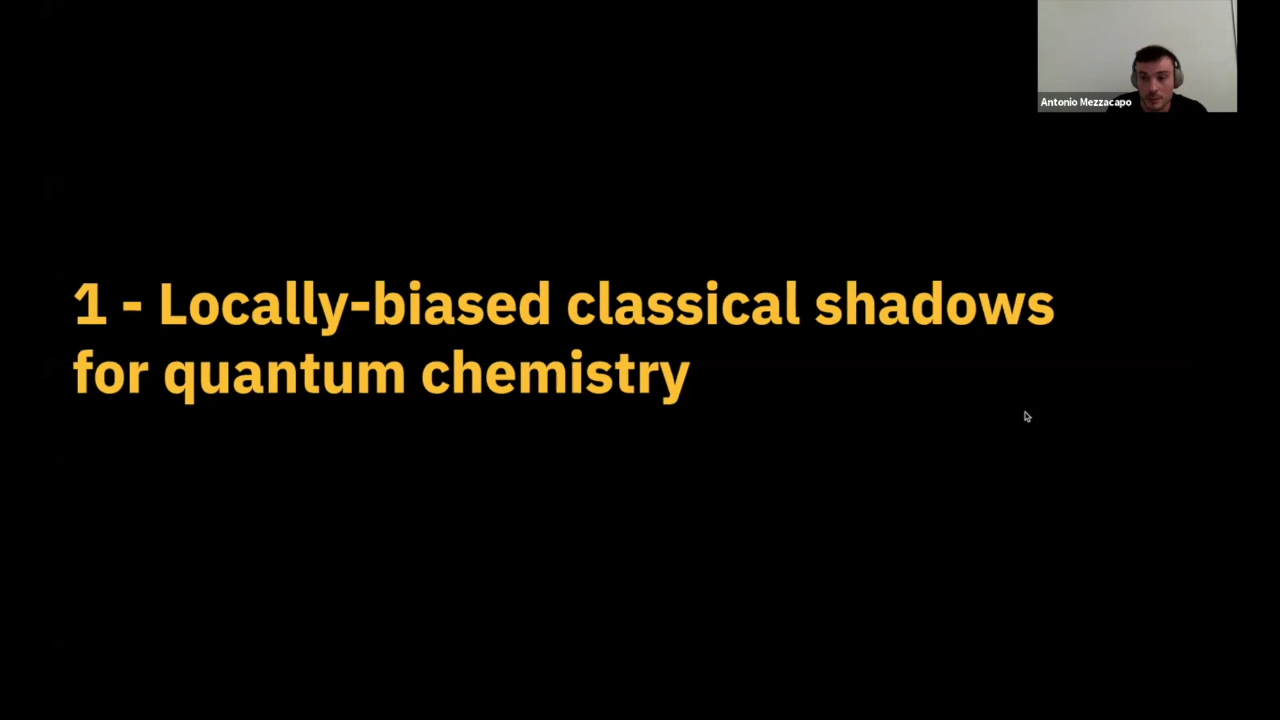 Antonio Mezzacapo
1 - Locally-biased classical shadows
for quantum chemistry